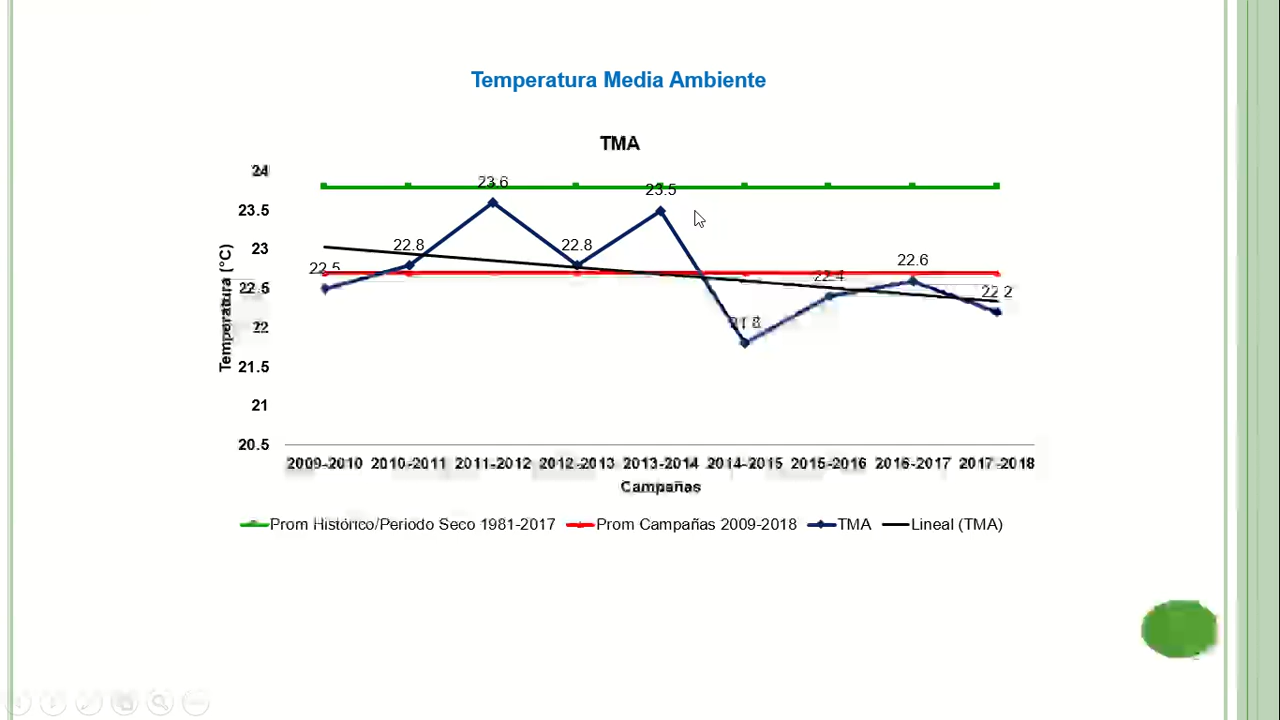 Temperatura Media Ambiente
TMA
24
23.5
23
22.5
22
21.5
21
20.5
Temperatura (°C)
22.5
22.8
23.6
22.8
23.5
21.8
22.4
22.6
22.2
2009-2010 2010-2011 2011-2012 2012-2013 2013-2014 2014-2015 2015-2016 2016-2017 2017-2018
Campañas
Prom Histórico/Periodo Seco 1981-2017 Prom Campañas 2009-2018 TMA Lineal (TMA)